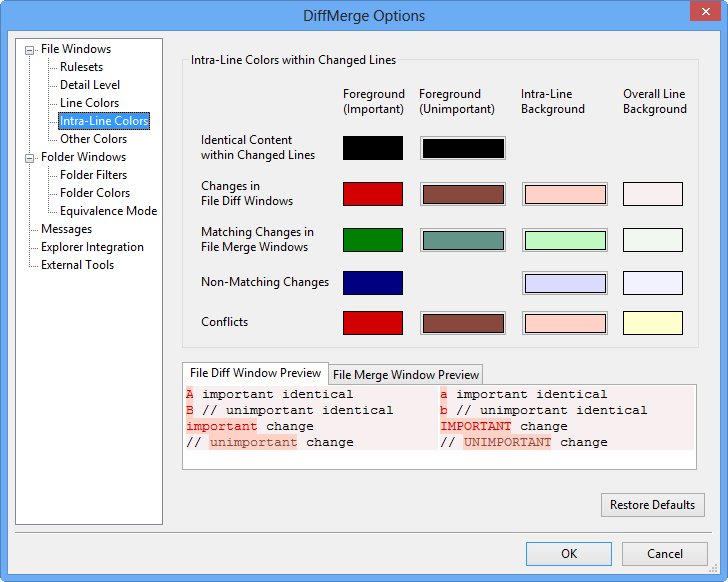 DiffMerge Options
File Windows
Rulesets
Detail Level
Line Colors
Intra-Line Colors
Other Colors
Folder Windows
Folder Filters
Folder Colors
Equivalence Mode
Messages
Explorer Integration
External Tools
Intra-Line Colors within Changed Lines
Foreground (Important)
Foreground (Unimportant)
Intra-Line Background
Overall Line Background
Identical Content
within Changed Lines
Changes in
File Diff Windows
Matching Changes in
File Merge Windows
Non-Matching Changes
Conflicts
File Diff Window Preview
File Merge Window Preview
A important identical
B // unimportant identical
important change
// unimportant change
a important identical
b // unimportant identical
IMPORTANT change
// UNIMPORTANT change
Restore Defaults
OK
Cancel